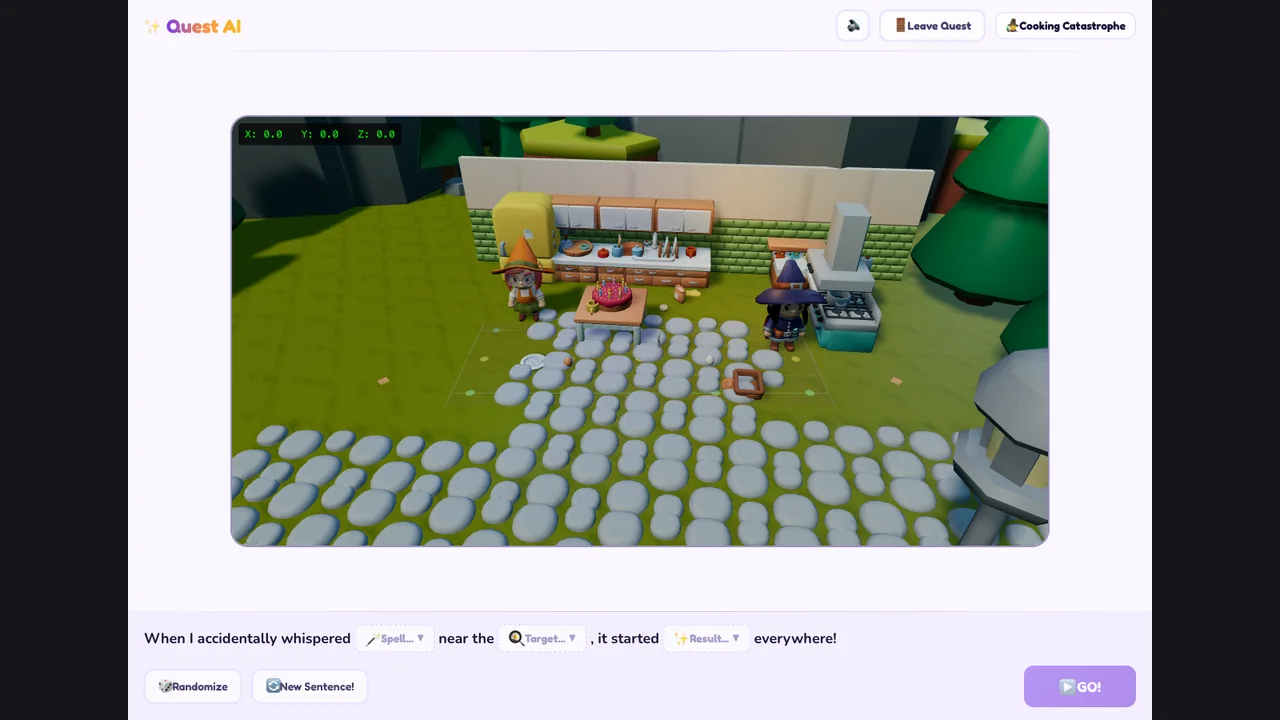 Quest AI
Leave Quest
Cooking Catastrophe
X: 0.0 Y: 0.0 Z: 0.0
When I accidentally whispered Spell... ▼ near the Target... ▼ , it started Result... ▼ everywhere!
Randomize
New Sentence!
GO!